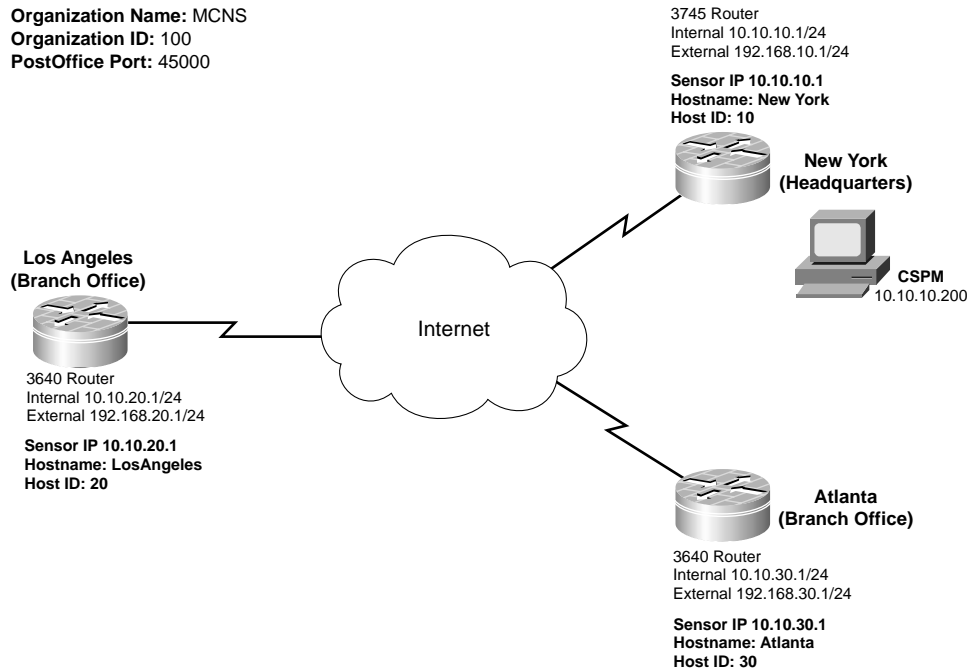 Organization Name: MCNS
Organization ID: 100
PostOffice Port: 45000
3745 Router
Internal 10.10.10.1/24
External 192.168.10.1/24
Sensor IP 10.10.10.1
Hostname: New York
Host ID: 10
New York
(Headquarters)
CSPM
10.10.10.200
Los Angeles
(Branch Office)
Internet
3640 Router
Internal 10.10.20.1/24
External 192.168.20.1/24
Sensor IP 10.10.20.1
Hostname: LosAngeles
Host ID: 20
Atlanta
(Branch Office)
3640 Router
Internal 10.10.30.1/24
External 192.168.30.1/24
Sensor IP 10.10.30.1
Hostname: Atlanta
Host ID: 30